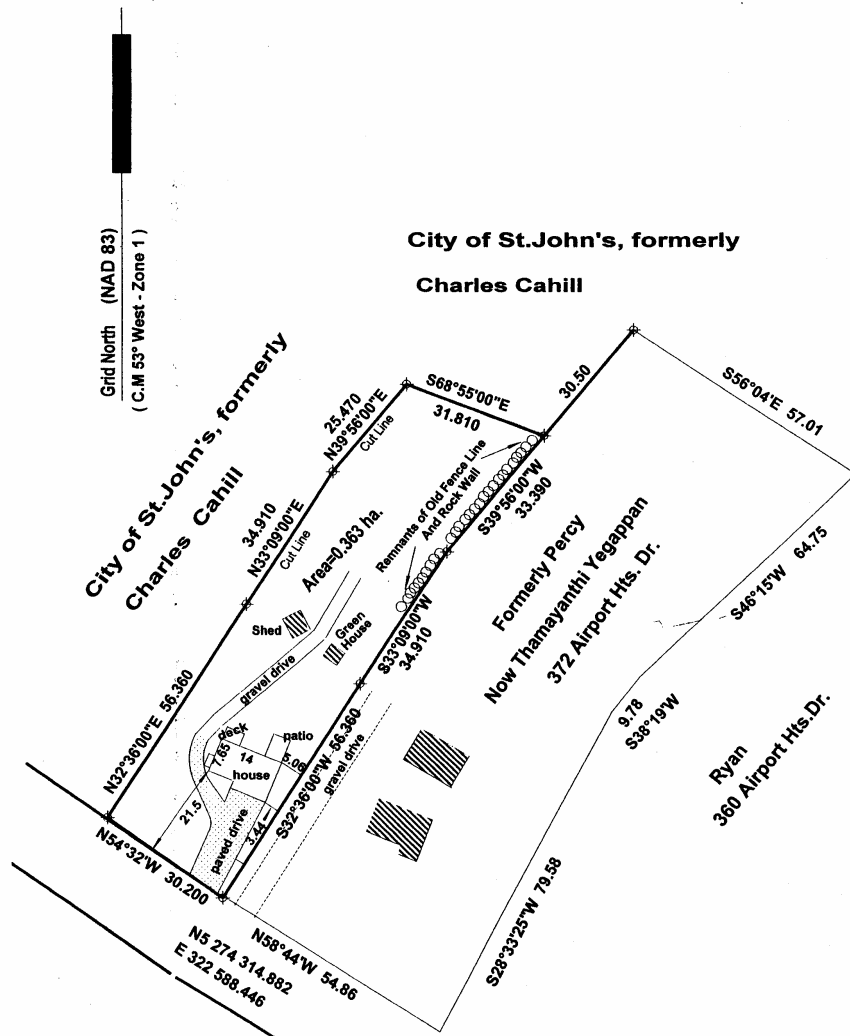 Grid North (NAD 83)
( C.M 53° West - Zone 1 )
City of St.John's, formerly
Charles Cahill
City of St.John's, formerly
Charles Cahill
S68°55'00"E
31.810
30.50
S56°04'E 57.01
25.470
N39°56'00"E
Cut Line
34.910
N33°09'00"E
Cut Line
Area=0.363 ha.
Remnants of Old Fence Line
And Rock Wall
S39°56'00"W
33.390
Formerly Percy
Now Thamayanthi Yegappan
372 Airport Hts. Dr.
S46°15'W 64.75
Shed
Green
House
S33°09'00"W
34.910
gravel drive
N32°36'00"E 56.360
deck
patio
7.65
14
5.06
house
S32°36'00"W 56.360
gravel drive
9.78
S38°19'W
Ryan
360 Airport Hts.Dr.
21.5
paved drive
3.44
N54°32'W 30.200
S28°33'25"W 79.58
N58°44'W 54.86
N5 274 314.882
E 322 588.446